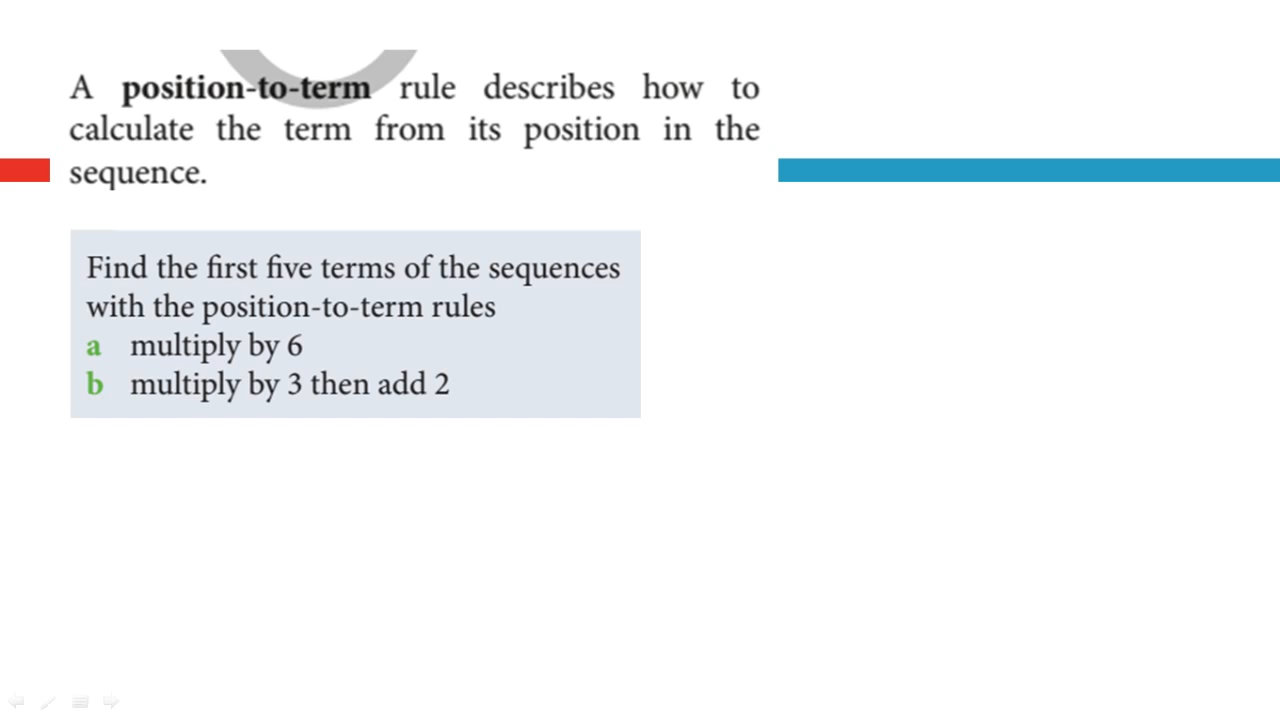 A position-to-term rule describes how to
calculate the term from its position in the
sequence.
Find the first five terms of the sequences
with the position-to-term rules
a multiply by 6
b multiply by 3 then add 2